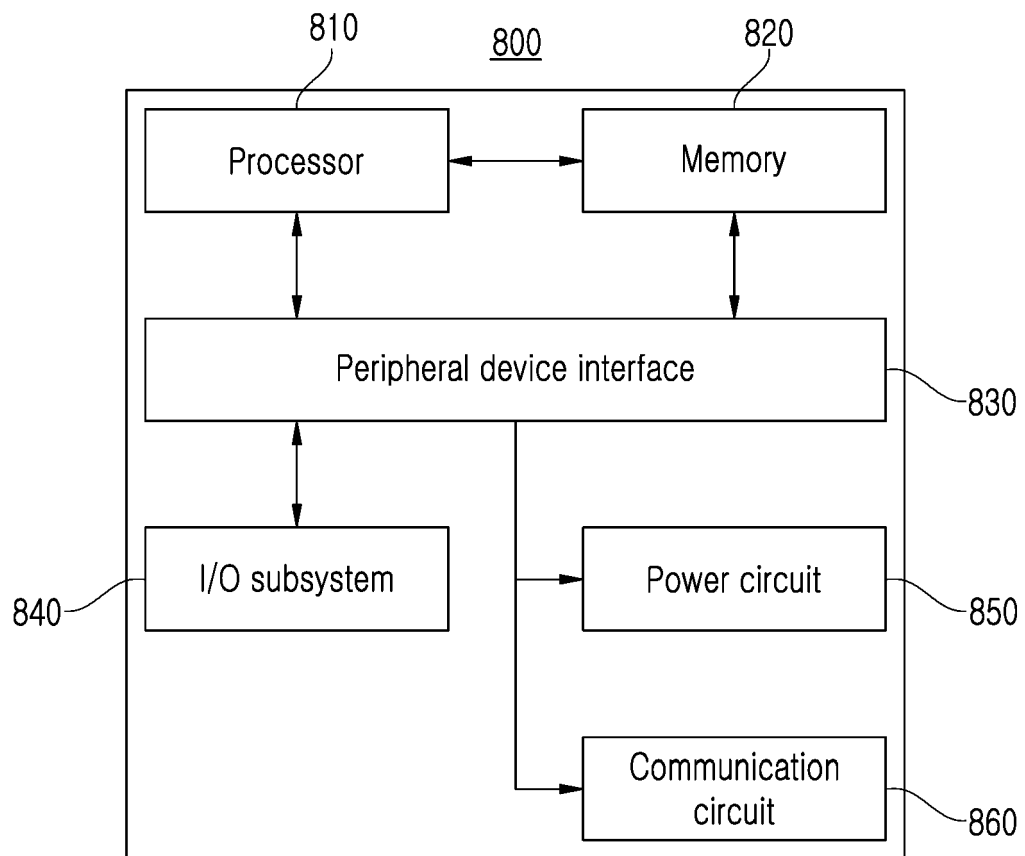 810
800
820
Processor
Memory
Peripheral device interface
830
I/O subsystem
Power circuit
840
850
Communication
circuit
860